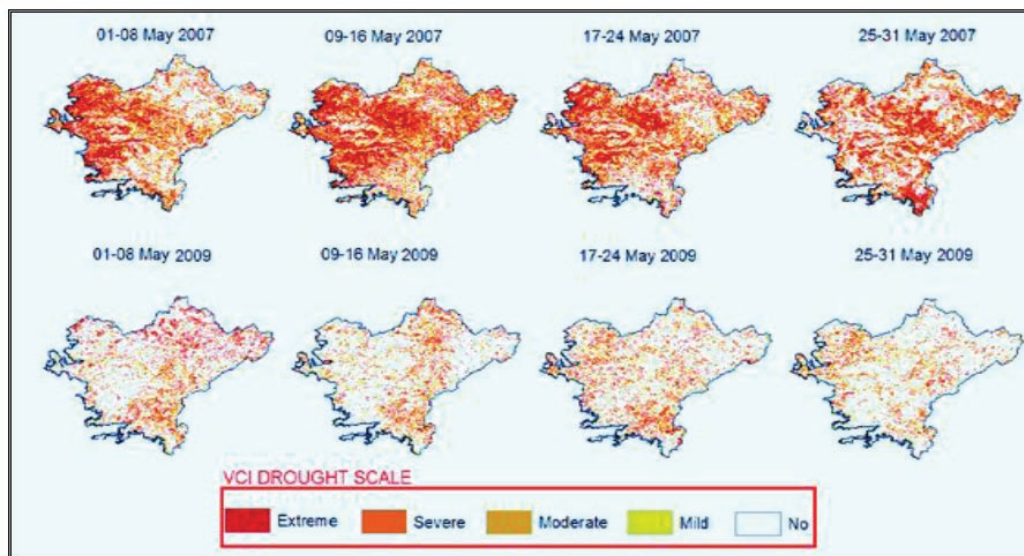 01-08 May 2007 09-16 May 2007 17-24 May 2007 25-31 May 2007
01-08 May 2009 09-16 May 2009 17-24 May 2009 25-31 May 2009
VCI DROUGHT SCALE
Extreme Severe Moderate Mild No